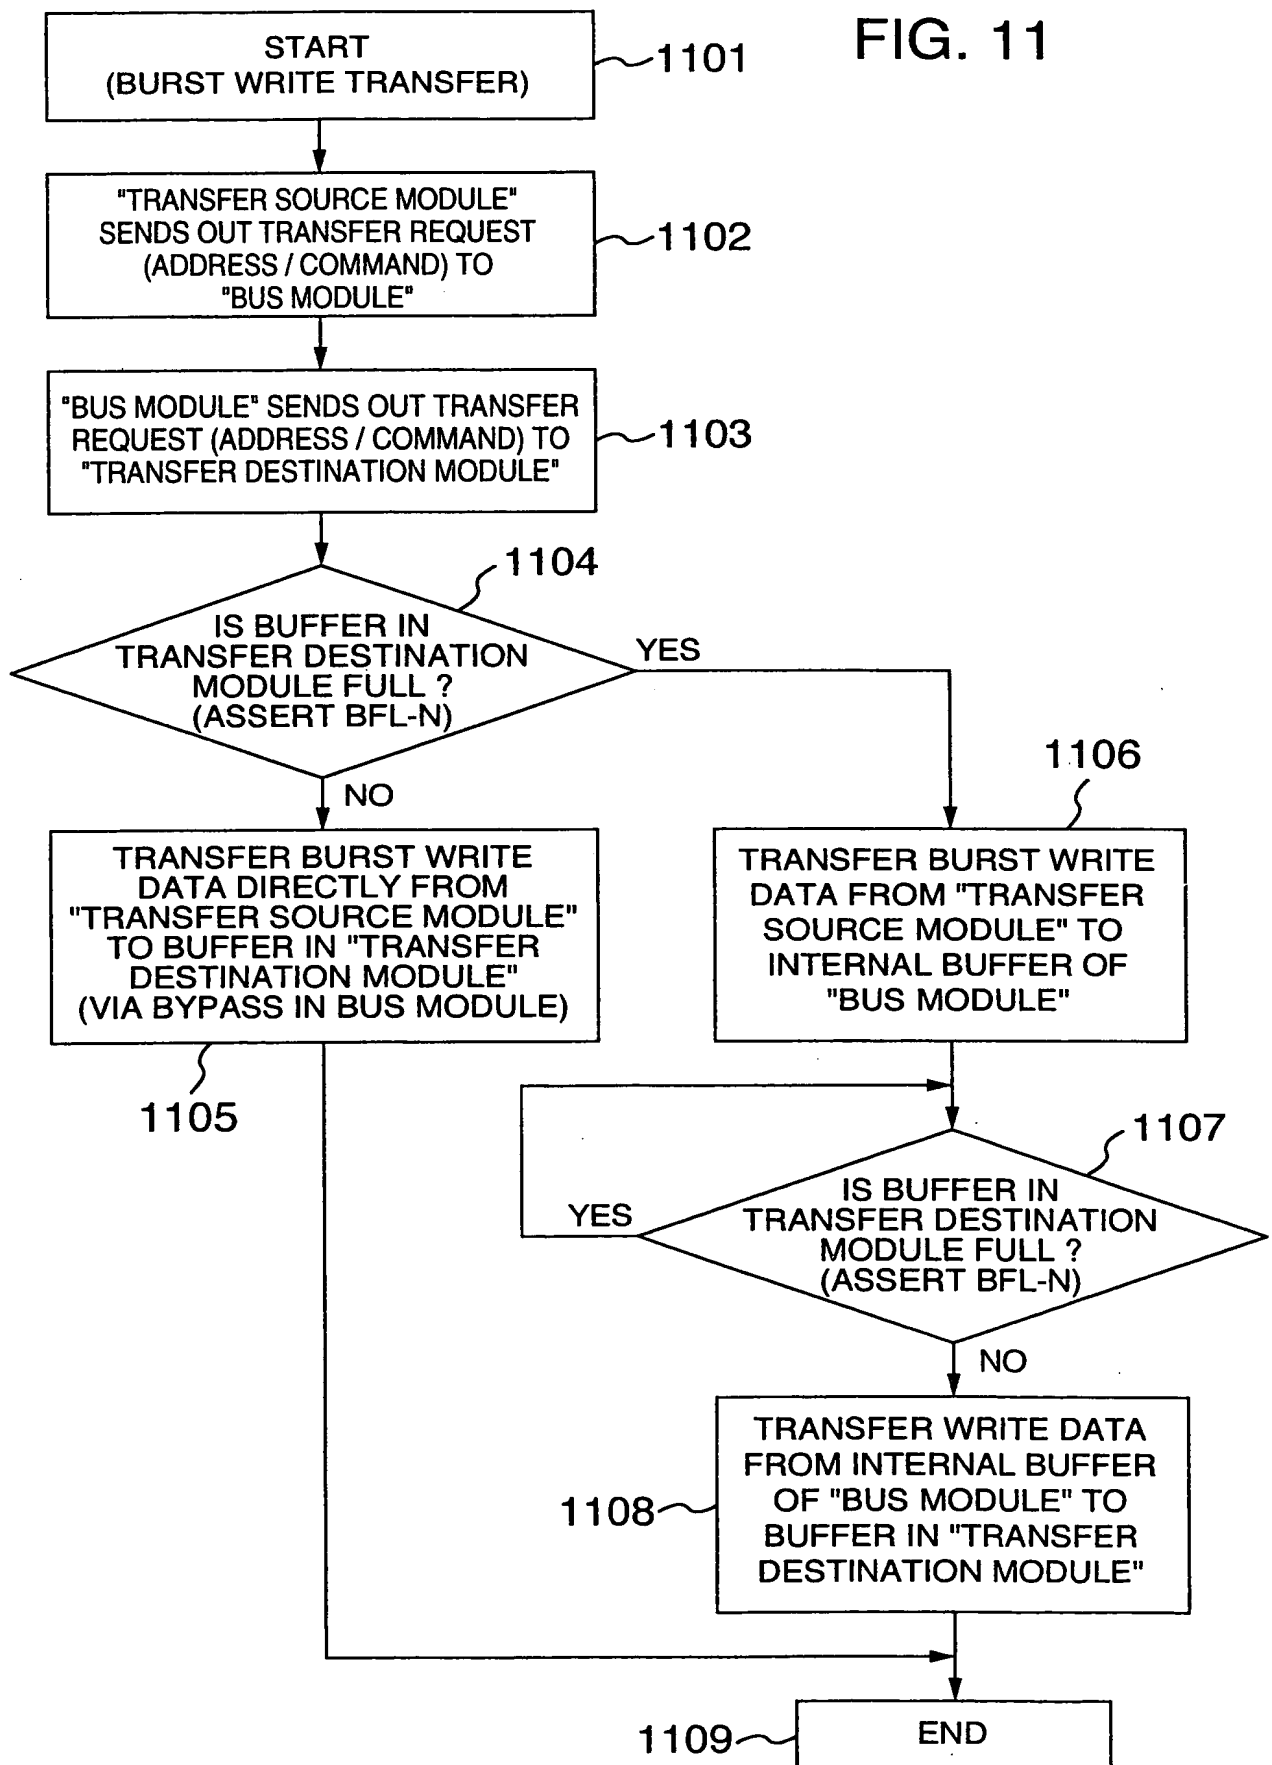 FIG. 11
START
(BURST WRITE TRANSFER)
1101
"TRANSFER SOURCE MODULE"
SENDS OUT TRANSFER REQUEST
(ADDRESS / COMMAND) TO
"BUS MODULE"
1102
"BUS MODULE" SENDS OUT TRANSFER
REQUEST (ADDRESS / COMMAND) TO
"TRANSFER DESTINATION MODULE"
1103
1104
IS BUFFER IN
TRANSFER DESTINATION
MODULE FULL ?
(ASSERT BFL-N)
YES
NO
TRANSFER BURST WRITE
DATA DIRECTLY FROM
"TRANSFER SOURCE MODULE"
TO BUFFER IN "TRANSFER
DESTINATION MODULE"
(VIA BYPASS IN BUS MODULE)
1105
1106
TRANSFER BURST WRITE
DATA FROM "TRANSFER
SOURCE MODULE" TO
INTERNAL BUFFER OF
"BUS MODULE"
1107
IS BUFFER IN
TRANSFER DESTINATION
MODULE FULL ?
(ASSERT BFL-N)
YES
NO
TRANSFER WRITE DATA
FROM INTERNAL BUFFER
OF "BUS MODULE" TO
BUFFER IN "TRANSFER
DESTINATION MODULE"
1108
END
1109